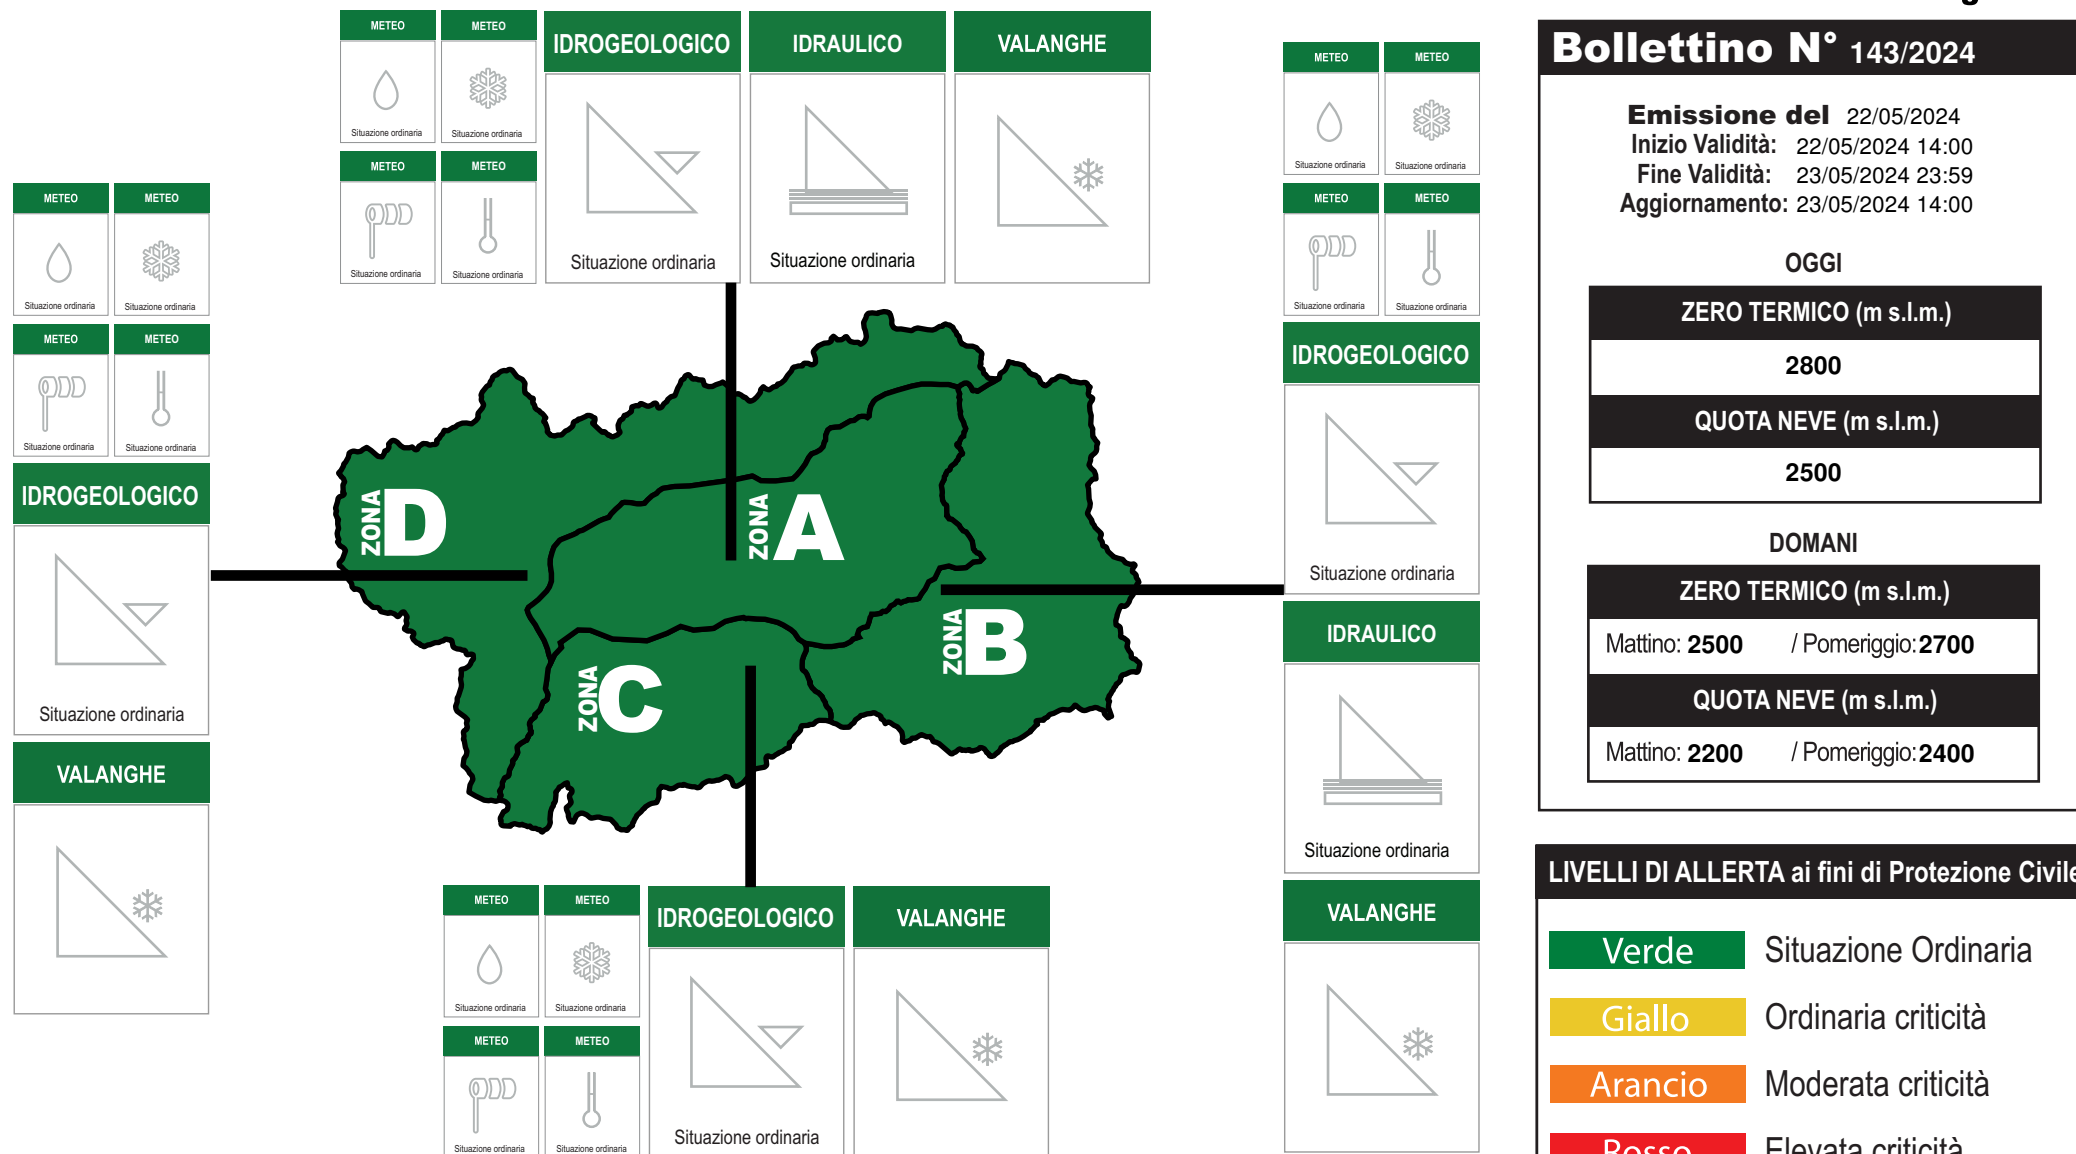 METEO METEO
Situazione ordinaria Situazione ordinaria
METEO METEO
Situazione ordinaria Situazione ordinaria
IDROGEOLOGICO
Situazione ordinaria
IDRAULICO
Situazione ordinaria
VALANGHE
METEO METEO
Situazione ordinaria Situazione ordinaria
METEO METEO
Situazione ordinaria Situazione ordinaria
IDROGEOLOGICO
Situazione ordinaria
VALANGHE
ZONA D
ZONA A
ZONA B
ZONA C
METEO METEO
Situazione ordinaria Situazione ordinaria
METEO METEO
Situazione ordinaria Situazione ordinaria
IDROGEOLOGICO
Situazione ordinaria
VALANGHE
METEO METEO
Situazione ordinaria Situazione ordinaria
METEO METEO
Situazione ordinaria Situazione ordinaria
IDROGEOLOGICO
Situazione ordinaria
IDRAULICO
Situazione ordinaria
VALANGHE
Bollettino N° 143/2024
Emissione del 22/05/2024
Inizio Validità: 22/05/2024 14:00
Fine Validità: 23/05/2024 23:59
Aggiornamento: 23/05/2024 14:00
OGGI
ZERO TERMICO (m s.l.m.)
2800
QUOTA NEVE (m s.l.m.)
2500
DOMANI
ZERO TERMICO (m s.l.m.)
Mattino: 2500 / Pomeriggio: 2700
QUOTA NEVE (m s.l.m.)
Mattino: 2200 / Pomeriggio: 2400
LIVELLI DI ALLERTA ai fini di Protezione Civile
Verde Situazione Ordinaria
Giallo Ordinaria criticità
Arancio Moderata criticità
Rosso Elevata criticità